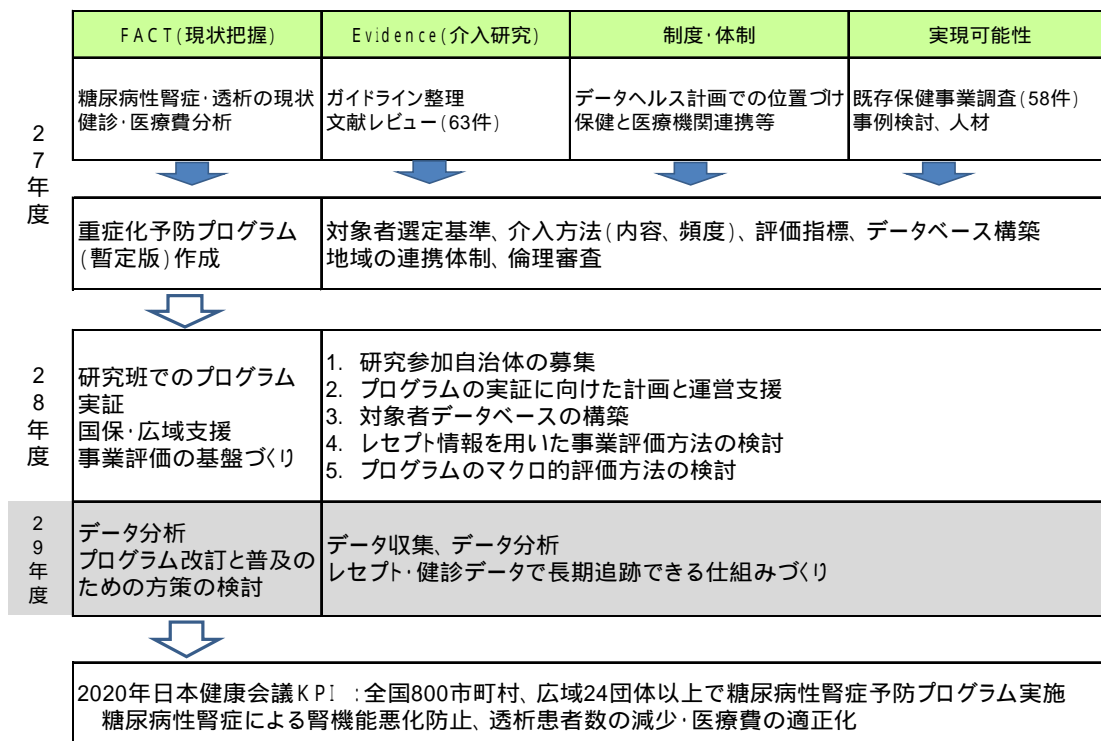 FACT(現状把握)
Evidence(介入研究)
制度・体制
実現可能性
27年度
糖尿病性腎症・透析の現状
健診・医療費分析
ガイドライン整理
文献レビュー(63件)
データヘルス計画での位置づけ
保健と医療機関連携等
既存保健事業調査(58件)
事例検討、人材
重症化予防プログラム
(暫定版)作成
対象者選定基準、介入方法(内容、頻度)、評価指標、データベース構築
地域の連携体制、倫理審査
28年度
研究班でのプログラム
実証
国保・広域支援
事業評価の基盤づくり
1. 研究参加自治体の募集
2. プログラムの実証に向けた計画と運営支援
3. 対象者データベースの構築
4. レセプト情報を用いた事業評価方法の検討
5. プログラムのマクロ的評価方法の検討
29年度
データ分析
プログラム改訂と普及の
ための方策の検討
データ収集、データ分析
レセプト・健診データで長期追跡できる仕組みづくり
2020年日本健康会議KPI :全国800市町村、広域24団体以上で糖尿病性腎症予防プログラム実施
糖尿病性腎症による腎機能悪化防止、透析患者数の減少・医療費の適正化